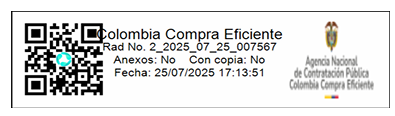 Colombia Compra Eficiente
Rad No. 2_2025_07_25_007567
Anexos: No Con copia: No
Fecha: 25/07/2025 17:13:51
Agencia Nacional
de Contratación Pública
Colombia Compra Eficiente